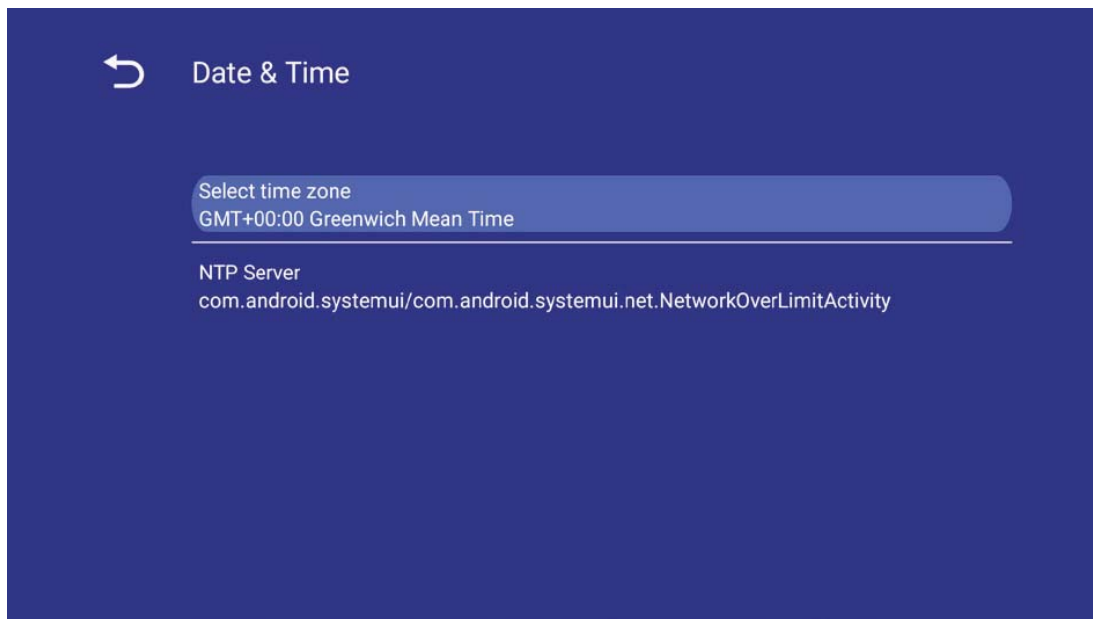 Date & Time
Select time zone
GMT+00:00 Greenwich Mean Time
NTP Server
com.android.systemui/com.android.systemui.net.NetworkOverLimitActivity